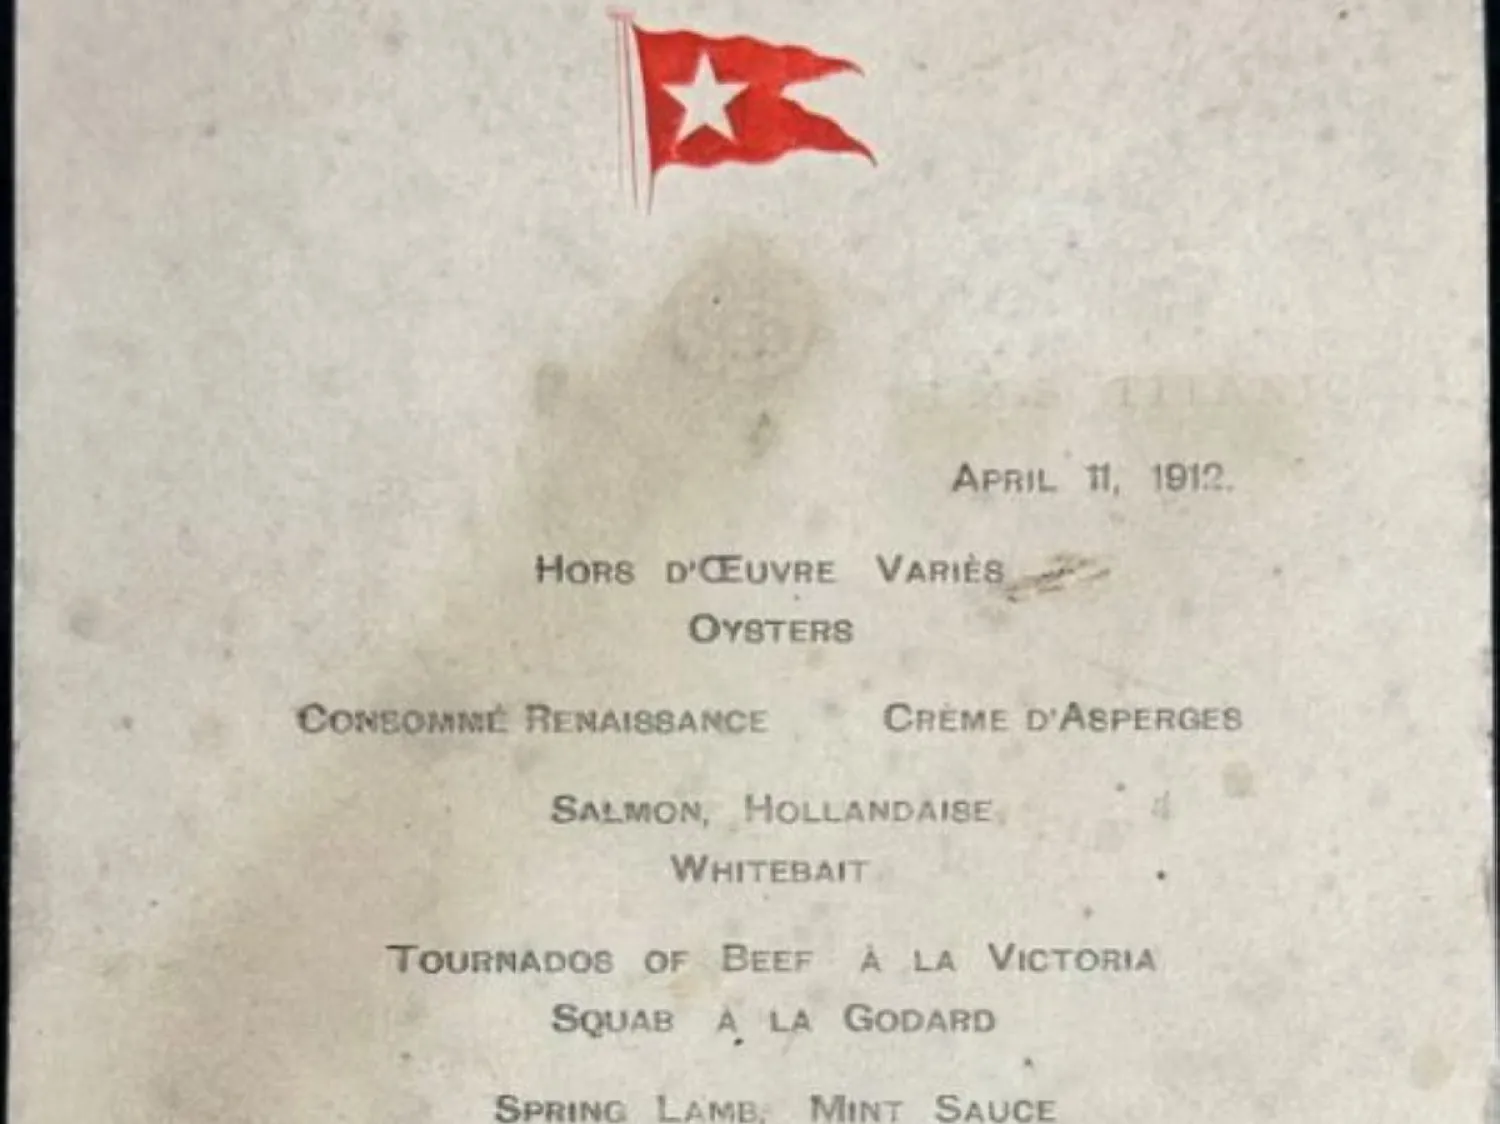 APRIL 11, 1912.
HORS D'ŒUVRE VARIÈS
OYSTERS
CONSOMMÉ RENAISSANCE CRÈME D'ASPERGES
SALMON, HOLLANDAISE
WHITEBAIT
TOURNADOS OF BEEF À LA VICTORIA
SQUAB À LA GODARD
SPRING LAMB, MINT SAUCE